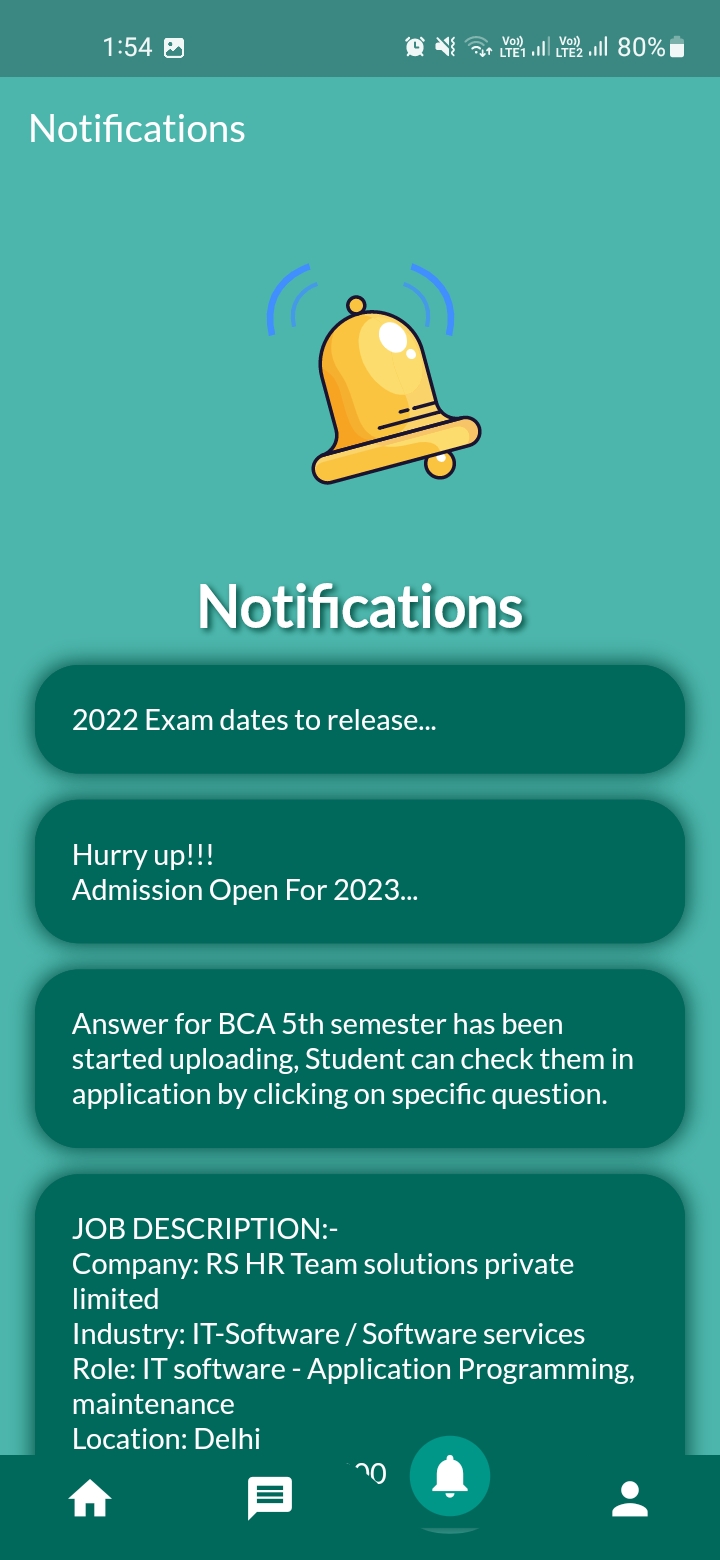 1:54
Vo)) LTE1 Vo)) LTE2 80%
Notifications
Notifications
2022 Exam dates to release...
Hurry up!!!
Admission Open For 2023...
Answer for BCA 5th semester has been
started uploading, Student can check them in
application by clicking on specific question.
JOB DESCRIPTION:-
Company: RS HR Team solutions private
limited
Industry: IT-Software / Software services
Role: IT software - Application Programming,
maintenance
Location: Delhi